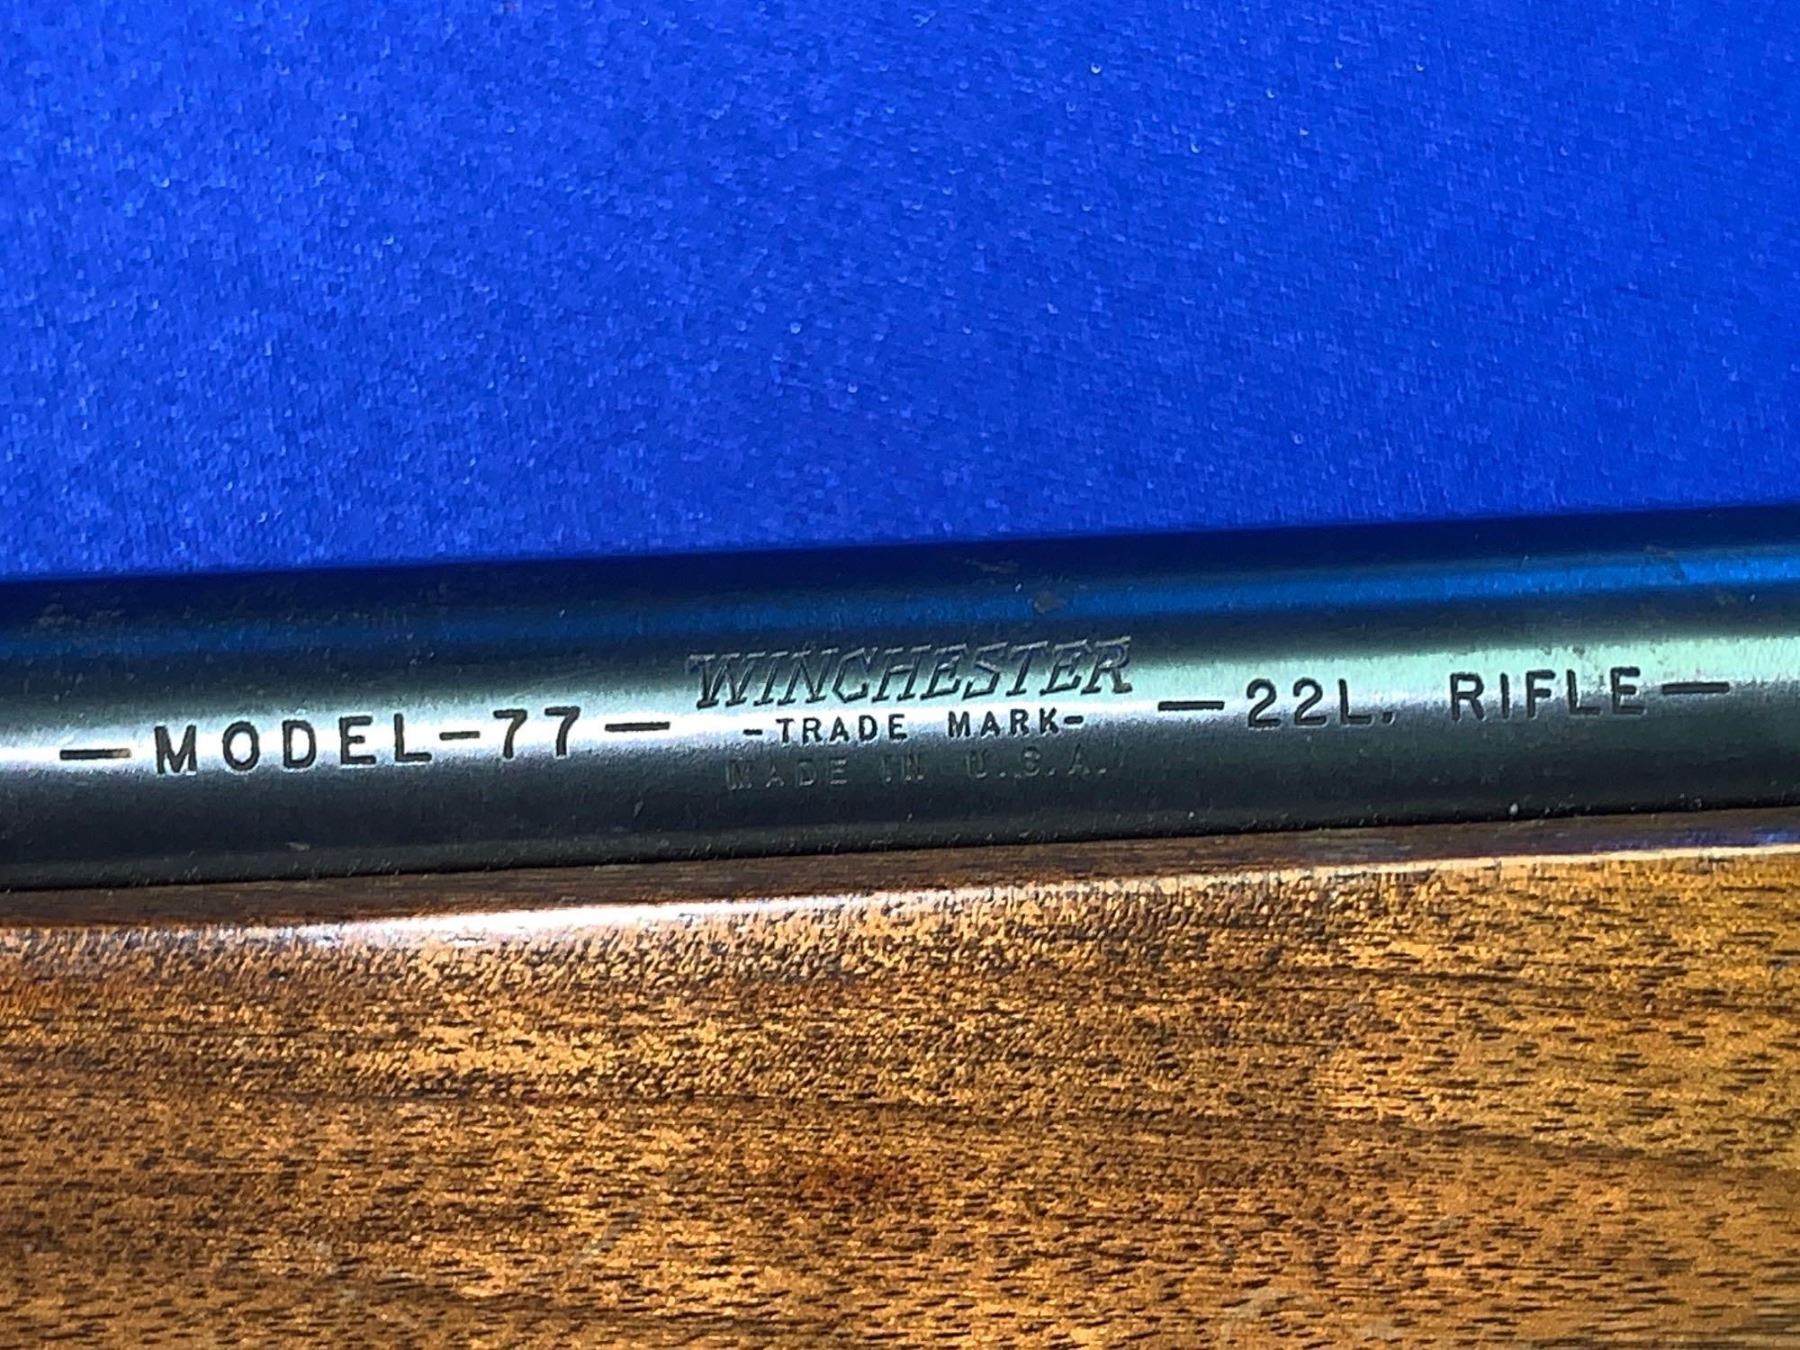 —MODEL-77— WINCHESTER —22L. RIFLE—
-TRADE MARK-
MADE IN U.S.A.